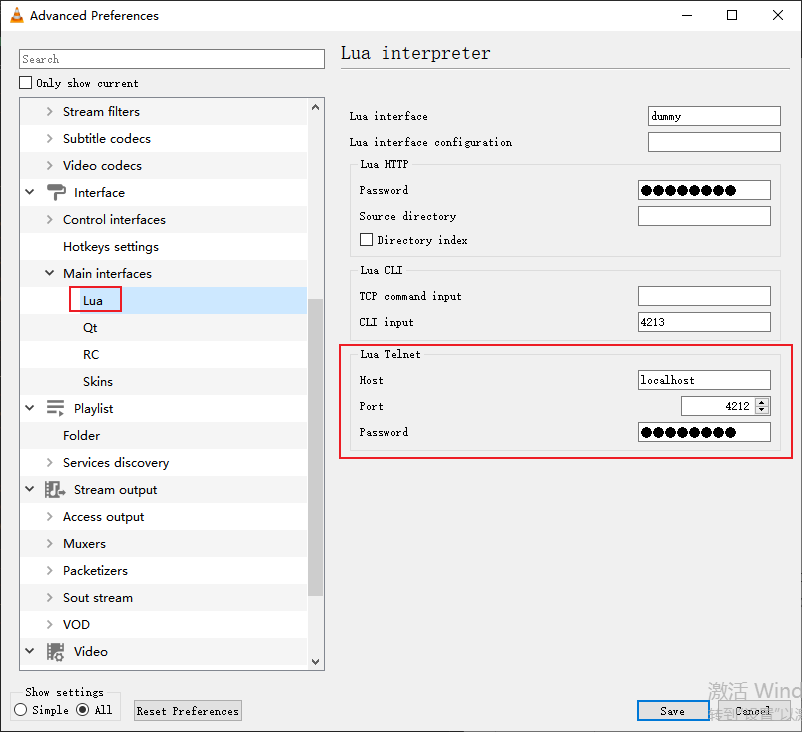 Advanced Preferences
Search
Only show current
Stream filters
Subtitle codecs
Video codecs
Interface
Control interfaces
Hotkeys settings
Main interfaces
Lua
Qt
RC
Skins
Playlist
Folder
Services discovery
Stream output
Access output
Muxers
Packetizers
Sout stream
VOD
Video
Show settings
Simple
All
Reset Preferences
Lua interpreter
Lua interface
dummy
Lua interface configuration
Lua HTTP
Password
●●●●●●●●
Source directory
Directory index
Lua CLI
TCP command input
CLI input
4213
Lua Telnet
Host
localhost
Port
4212
Password
●●●●●●●●
激活 Wind
转到"设置"以
Save
Cancel